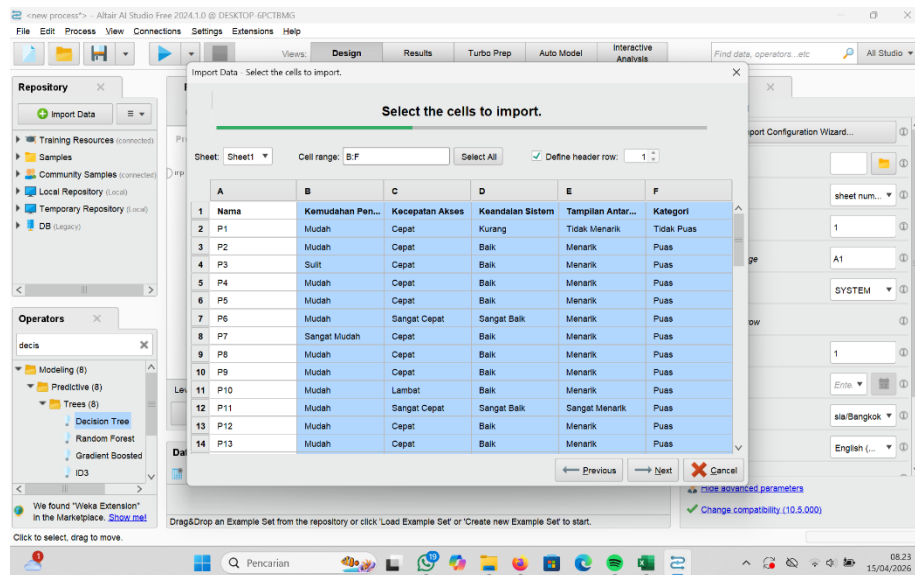 <new process*> – Altair AI Studio Free 2024.1.0 @ DESKTOP-6PCTBMG
File Edit Process View Connections Settings Extensions Help
Views: Design Results Turbo Prep Auto Model Interactive Analysis Find data, operators...etc All Studio
Repository
Import Data
Training Resources (connected)
Samples
Community Samples (connected)
Local Repository (Local)
Temporary Repository (Local)
DB (Legacy)
Operators
decis
Modeling (8)
Predictive (8)
Trees (8)
Decision Tree
Random Forest
Gradient Boosted
ID3
We found "Weka Extension"
in the Marketplace. Show me!
Click to select, drag to move.
Import Data - Select the cells to import.
Select the cells to import.
Sheet: Sheet1 Cell range: B:F Select All Define header row: 1
A B C D E F
1 Nama Kemudahan Pen... Kecepatan Akses Keandalan Sistem Tampilan Antar... Kategori
2 P1 Mudah Cepat Kurang Tidak Menarik Tidak Puas
3 P2 Mudah Cepat Baik Menarik Puas
4 P3 Sulit Cepat Baik Menarik Puas
5 P4 Mudah Cepat Baik Menarik Puas
6 P5 Mudah Cepat Baik Menarik Puas
7 P6 Mudah Sangat Cepat Sangat Baik Menarik Puas
8 P7 Sangat Mudah Cepat Baik Menarik Puas
9 P8 Mudah Cepat Baik Menarik Puas
10 P9 Mudah Cepat Baik Menarik Puas
11 P10 Mudah Lambat Baik Menarik Puas
12 P11 Mudah Sangat Cepat Sangat Baik Sangat Menarik Puas
13 P12 Mudah Cepat Baik Menarik Puas
14 P13 Mudah Cepat Baik Menarik Puas
Previous Next Cancel
port Configuration Wizard...
sheet num...
1
ge A1
SYSTEM
ow
1
Ente.
sia/Bangkok
English (...
Hide advanced parameters
Change compatibility (10.5.000)
Drag&Drop an Example Set from the repository or click 'Load Example Set' or 'Create new Example Set' to start.
1
Pencarian
08.23
15/04/2026